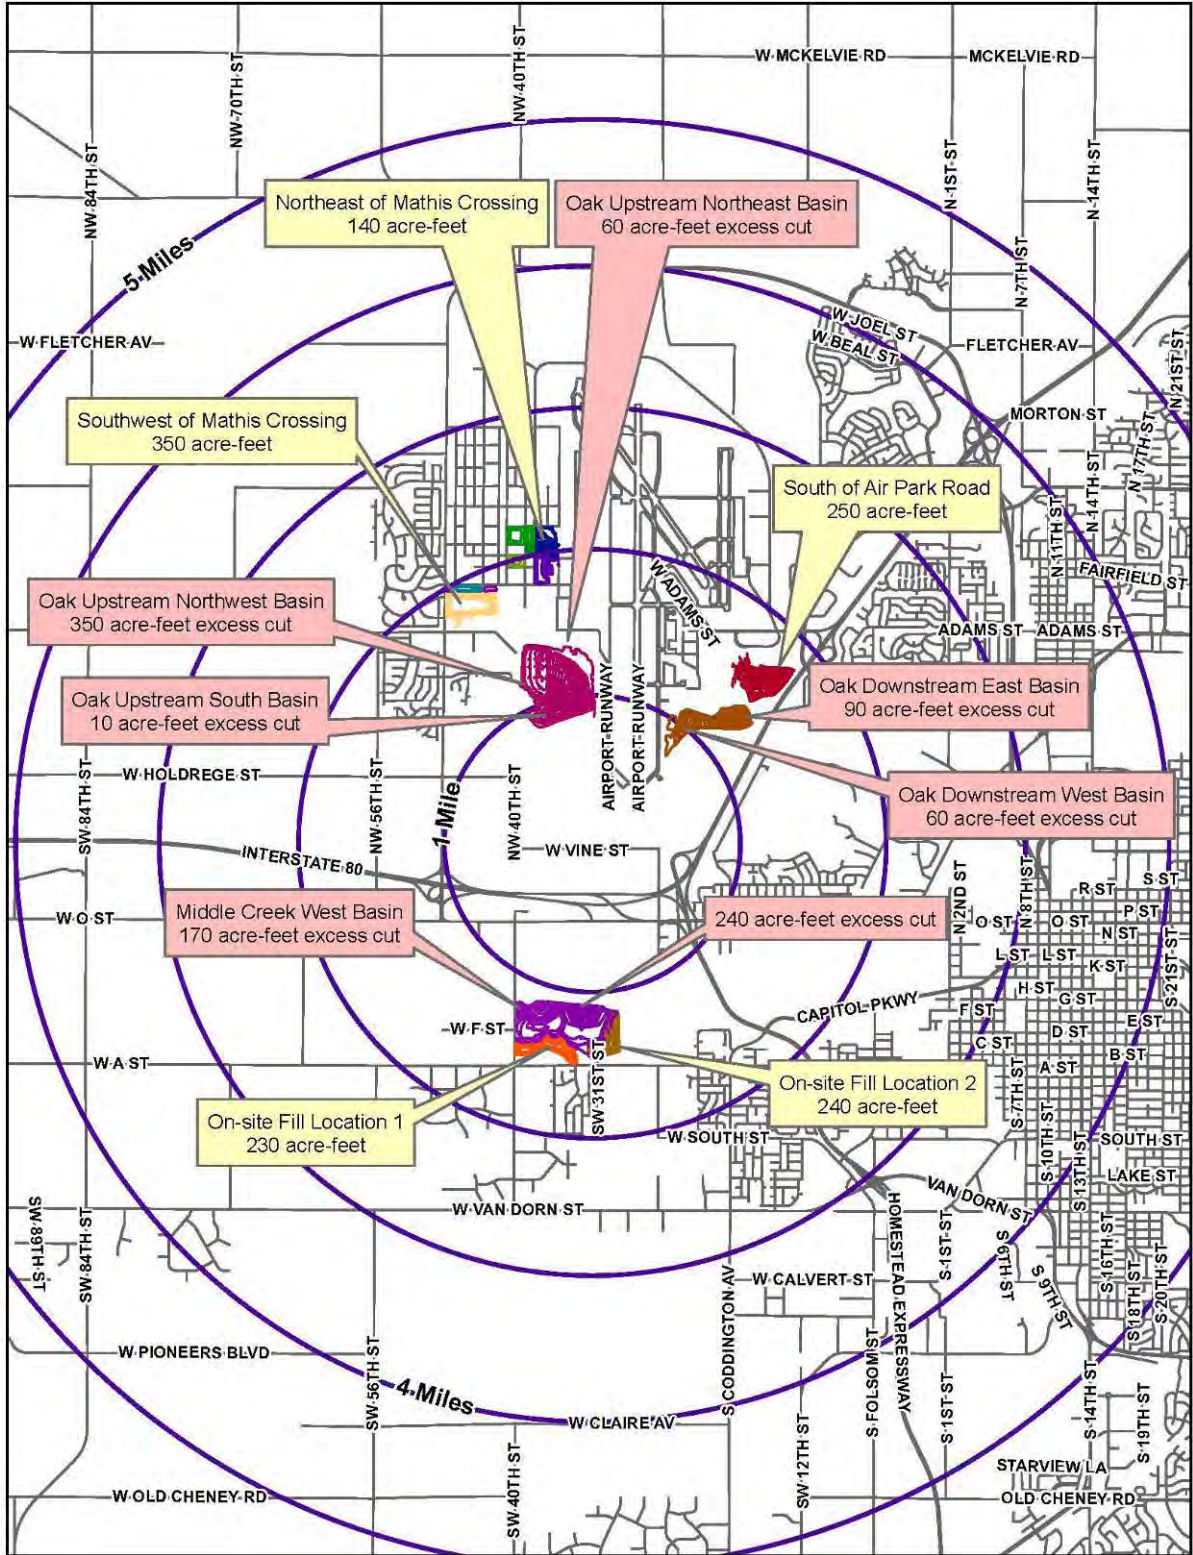 W MCKELVIE RD
MCKELVIE RD
NW 40TH ST
NW 70TH ST
NW 84TH ST
N 1ST ST
N 14TH ST
Northeast of Mathis Crossing
140 acre-feet
Oak Upstream Northeast Basin
60 acre-feet excess cut
5 Miles
N 7TH ST
W JOEL ST
W BEAL ST
W FLETCHER AV
FLETCHER AV
N 21ST ST
Southwest of Mathis Crossing
350 acre-feet
MORTON ST
N 17TH ST
N 14TH ST
South of Air Park Road
250 acre-feet
N 11TH ST
FAIRFIELD ST
W ADAMS ST
Oak Upstream Northwest Basin
350 acre-feet excess cut
ADAMS ST
ADAMS ST
Oak Upstream South Basin
10 acre-feet excess cut
AIRPORT RUNWAY
AIRPORT RUNWAY
Oak Downstream East Basin
90 acre-feet excess cut
W HOLDREGE ST
SW 84TH ST
NW 56TH ST
1 Mile
NW 40TH ST
Oak Downstream West Basin
60 acre-feet excess cut
INTERSTATE 80
W VINE ST
N 2ND ST
N 8TH ST
R ST
S ST
Middle Creek West Basin
170 acre-feet excess cut
240 acre-feet excess cut
W O ST
O ST
O ST
P ST
N ST
L ST
L ST
K ST
S 21ST ST
H ST
G ST
CAPITOL PKWY
F ST
W F ST
E ST
D ST
C ST
B ST
W A ST
A ST
SW 31ST ST
On-site Fill Location 2
240 acre-feet
S 7TH ST
On-site Fill Location 1
230 acre-feet
W SOUTH ST
S 10TH ST
S 13TH ST
SOUTH ST
LAKE ST
SW 89TH ST
SW 84TH ST
W VAN DORN ST
VAN DORN ST
HOMESTEAD EXPRESSWAY
S 1ST ST
S 6TH ST
S 9TH ST
S 16TH ST
S 18TH ST
S 20TH ST
W CALVERT ST
S CODDINGTON AV
S FOLSOM ST
W PIONEERS BLVD
SW 56TH ST
4 Miles
W CLAIRE AV
S 1ST ST
S 14TH ST
S 19TH ST
SW 40TH ST
SW 12TH ST
STARVIEW LA
W OLD CHENEY RD
OLD CHENEY RD